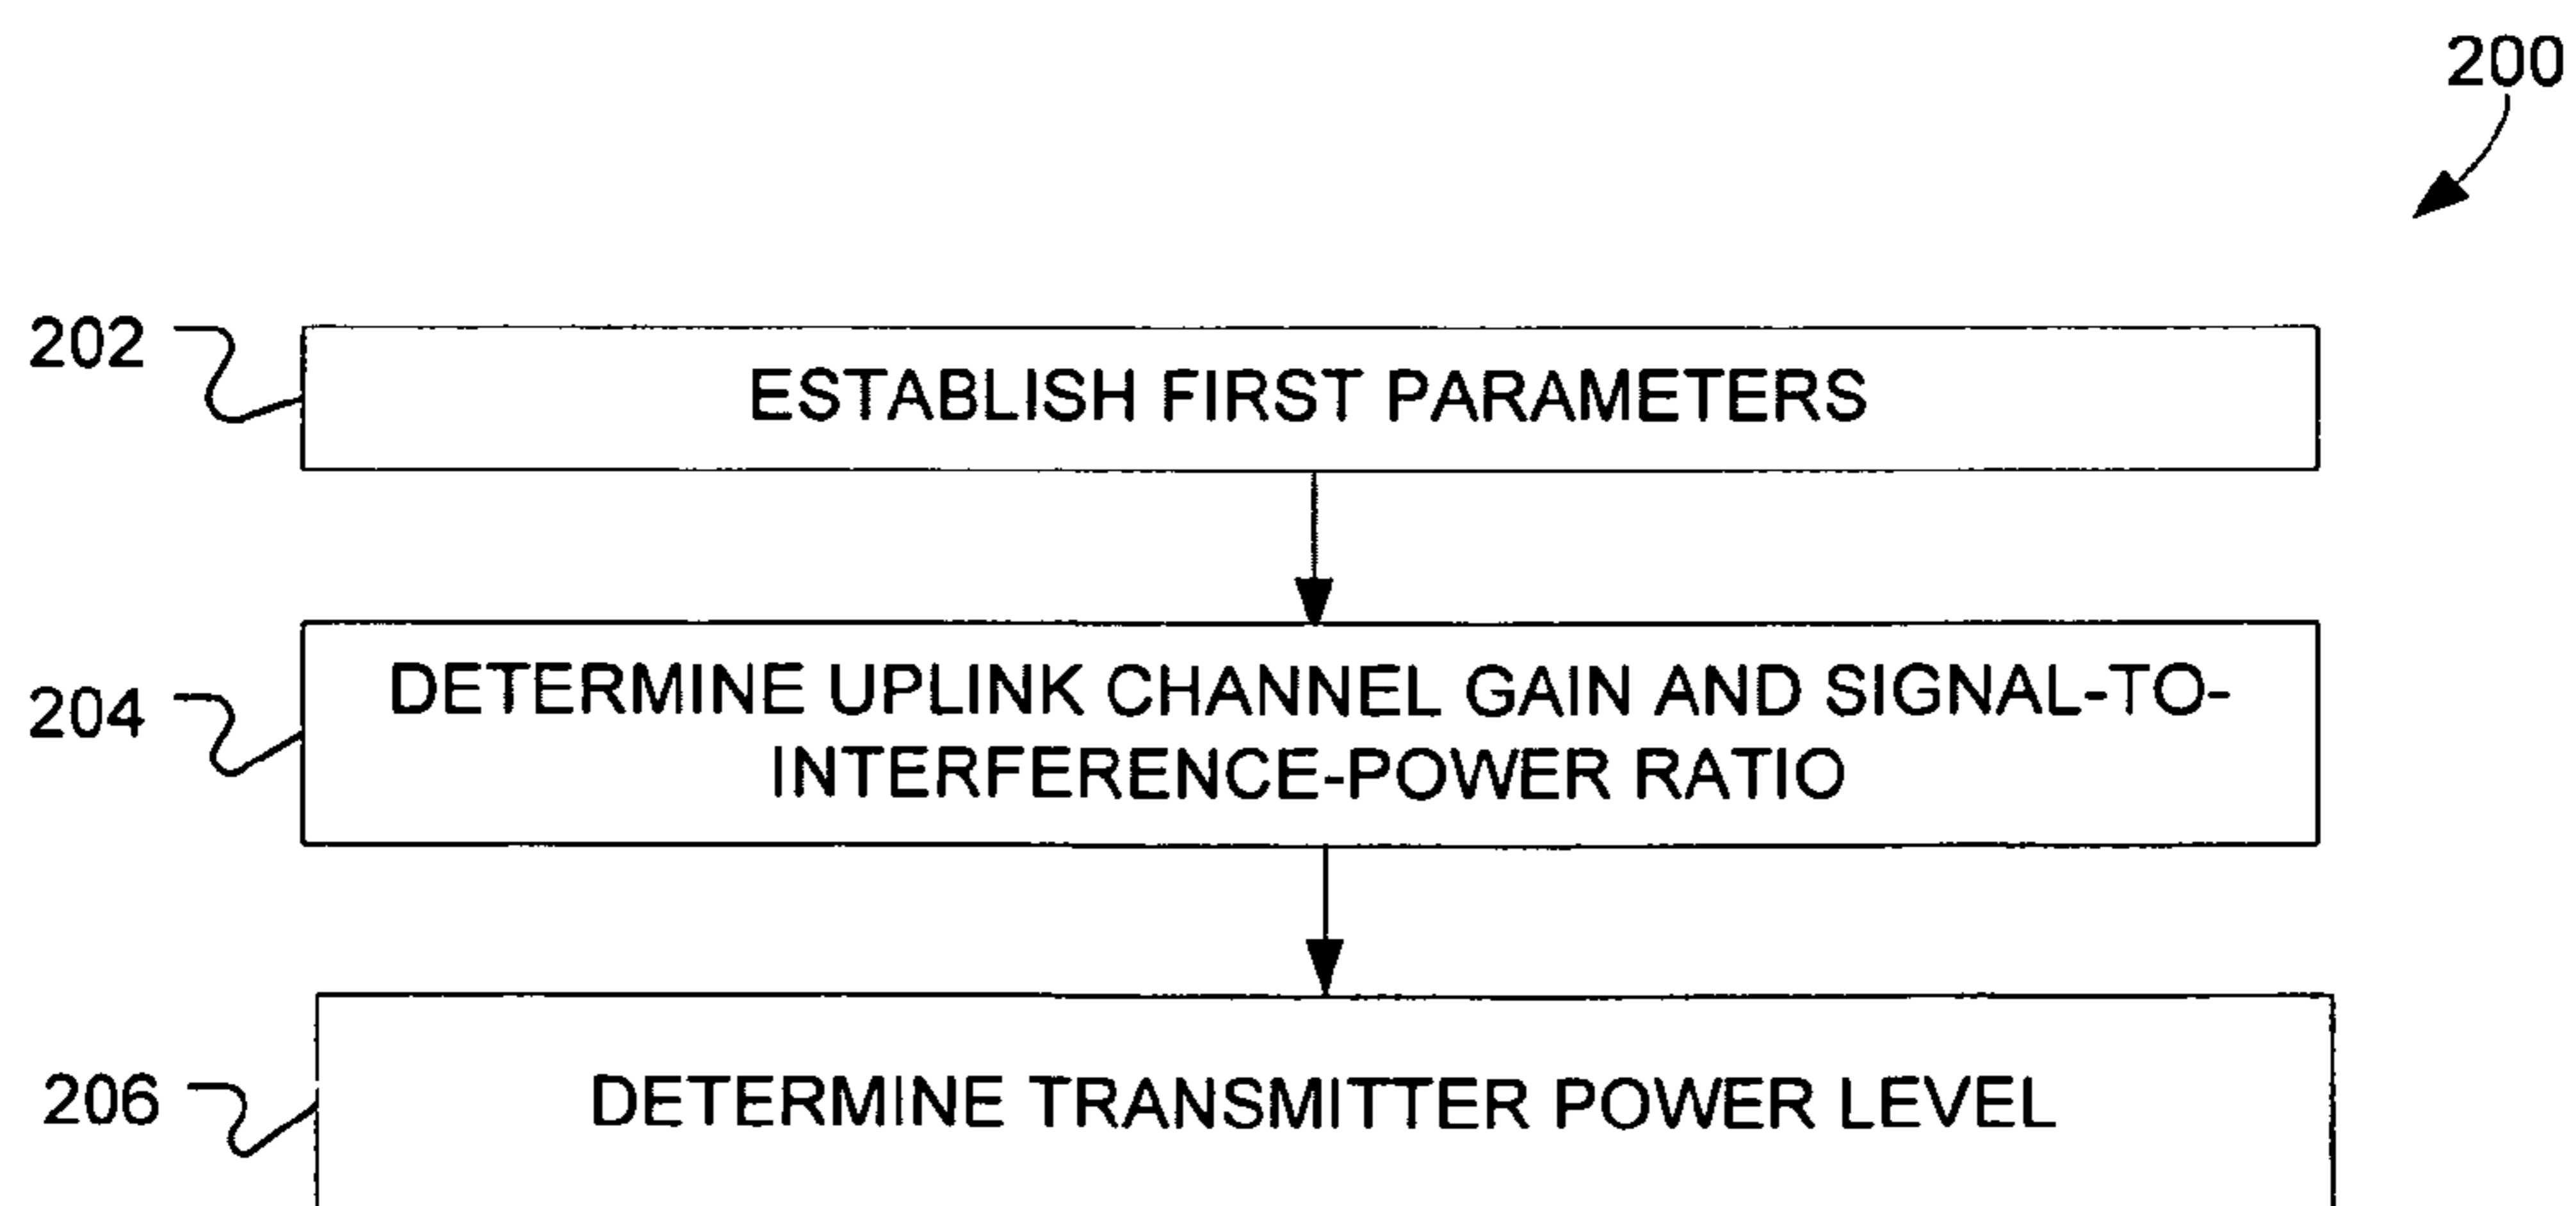 200
202
ESTABLISH FIRST PARAMETERS
204
DETERMINE UPLINK CHANNEL GAIN AND SIGNAL-TO-
INTERFERENCE-POWER RATIO
206
DETERMINE TRANSMITTER POWER LEVEL